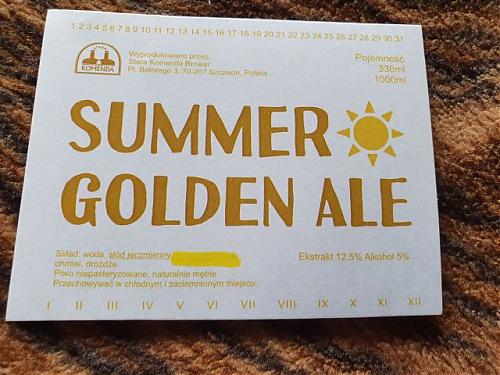 1 2 3 4 5 6 7 8 9 10 11 12 13 14 15 16 17 18 19 20 21 22 23 24 25 26 27 28 29 30 31
STARA
KOMENDA
Wyprodukowano przez:
Stara Komenda Browar
Pl. Batorego 3, 70-207 Szczecin, Polska
Pojemność
330ml
1000ml
SUMMER
GOLDEN ALE
Skład: woda, słód jęczmienny
chmiel, drożdże.
Piwo niepasteryzowane, naturalnie mętne
Przechowywać w chłodnym i zaciemnionym miejscu
Ekstrakt 12,5% Alkohol 5%
I II III IV V VI VII VIII IX X XI XII